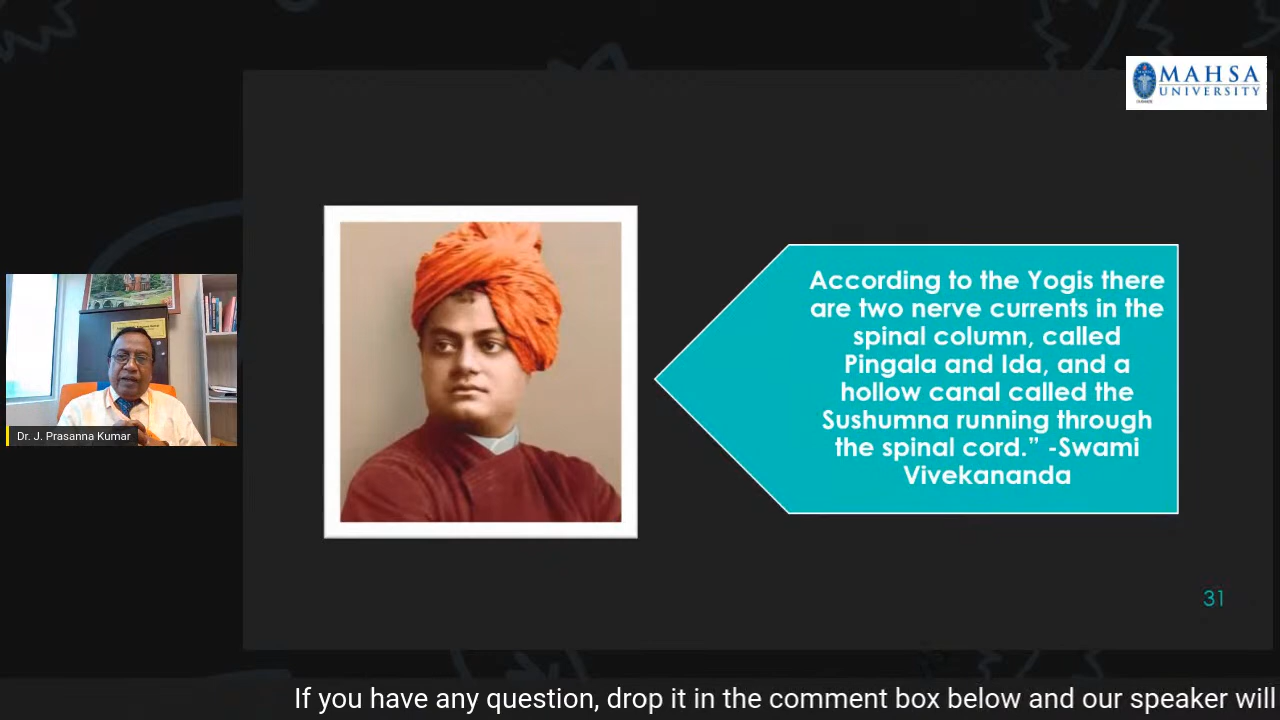 MAHSA
UNIVERSITY
According to the Yogis there
are two nerve currents in the
spinal column, called
Pingala and Ida, and a
hollow canal called the
Sushumna running through
the spinal cord.” -Swami
Vivekananda
Dr. J. Prasanna Kumar
31
If you have any question, drop it in the comment box below and our speaker will